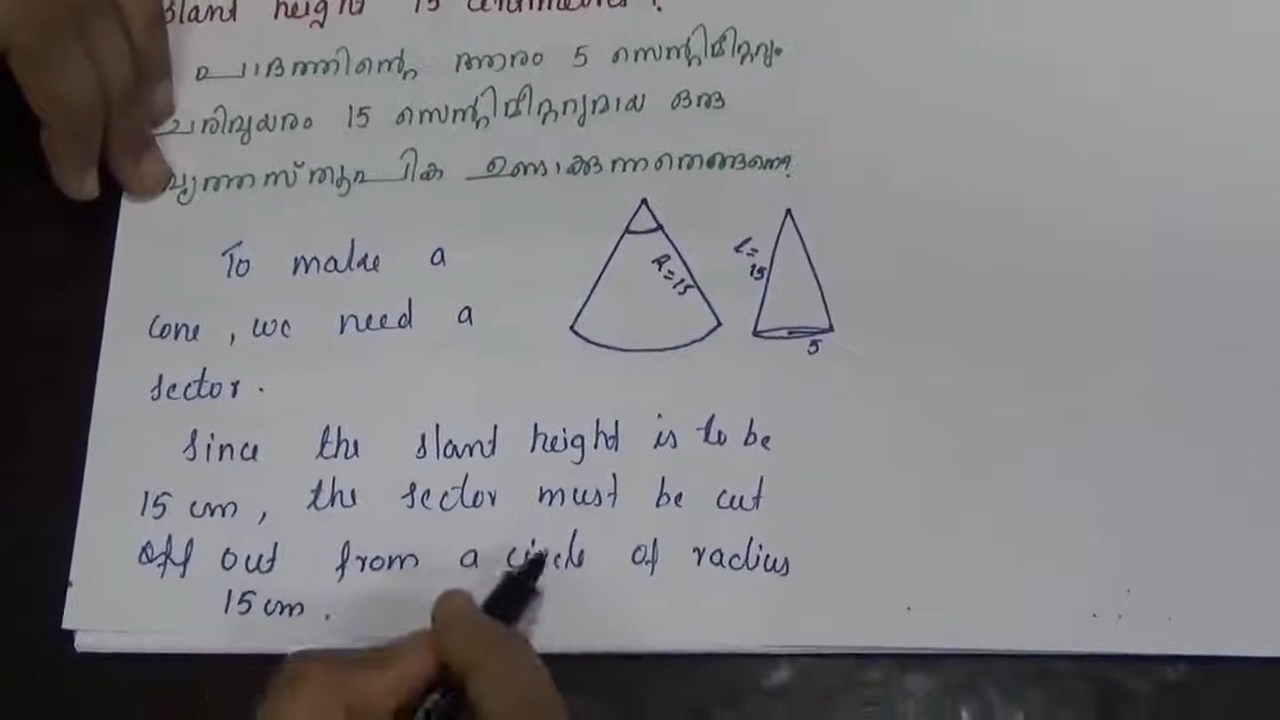 slant height 15 centimetres ?
പാദത്തിന്റെ ആരം 5 സെന്റിമീറ്ററും
ചരിവുയരം 15 സെന്റിമീറ്ററുമായ ഒരു
വൃത്തസ്തൂപിക ഉണ്ടാക്കുന്നതെങ്ങനെ?
To make a
cone, we need a
sector.
R=15
l=
15
5
Since the slant height is to be
15 cm, the sector must be cut
off out from a circle of radius
15 cm.